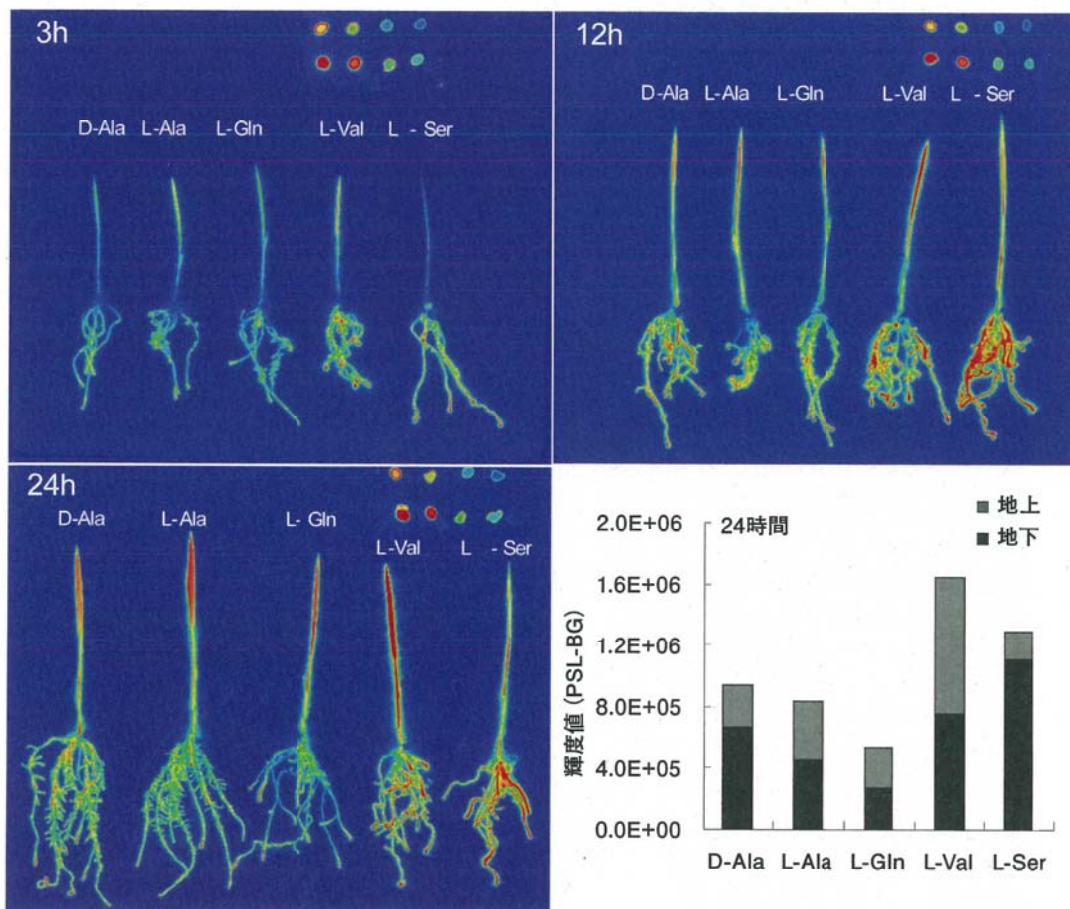 3h
D-Ala L-Ala L-Gln L-Val L - Ser
12h
D-Ala L-Ala L-Gln L-Val L - Ser
24h
D-Ala L-Ala L- Gln L-Val L - Ser
24時間
地上
地下
輝度値 (PSL-BG)
2.0E+06
1.6E+06
1.2E+06
8.0E+05
4.0E+05
0.0E+00
D-Ala L-Ala L-Gln L-Val L-Ser